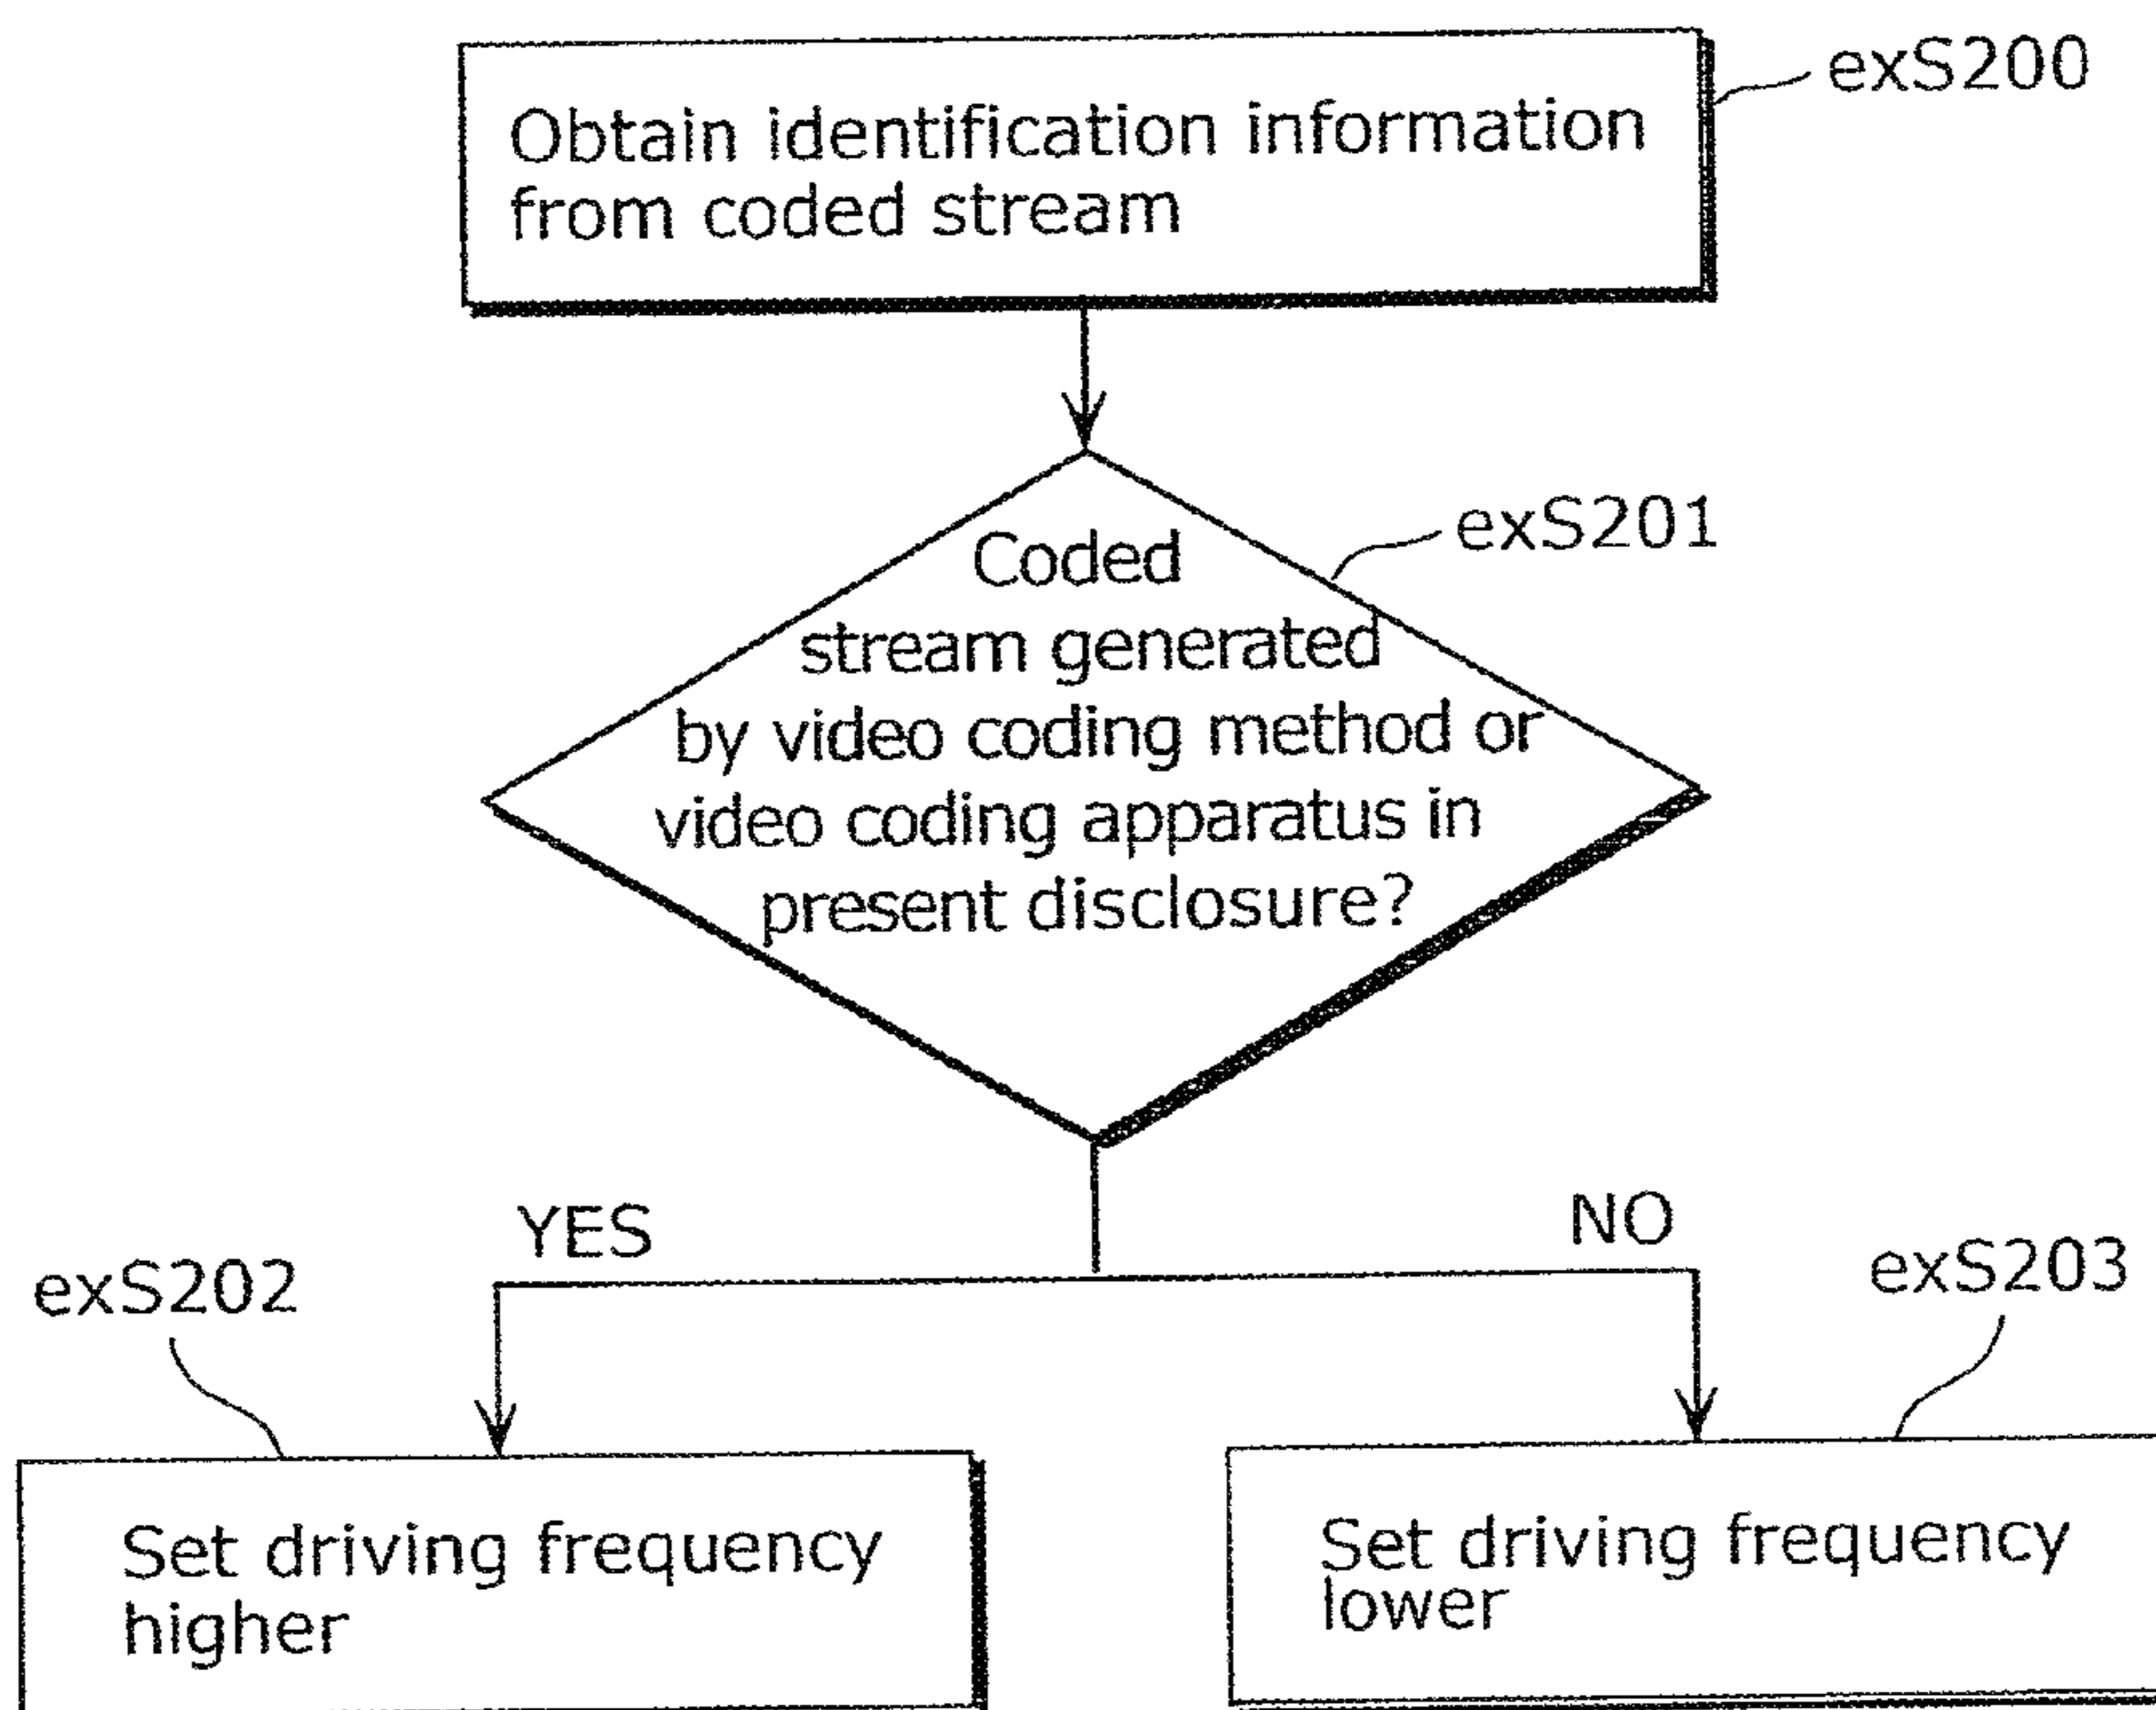 exS200
Obtain identification information
from coded stream
exS201
Coded
stream generated
by video coding method or
video coding apparatus in
present disclosure?
YES
NO
exS202
exS203
Set driving frequency
higher
Set driving frequency
lower